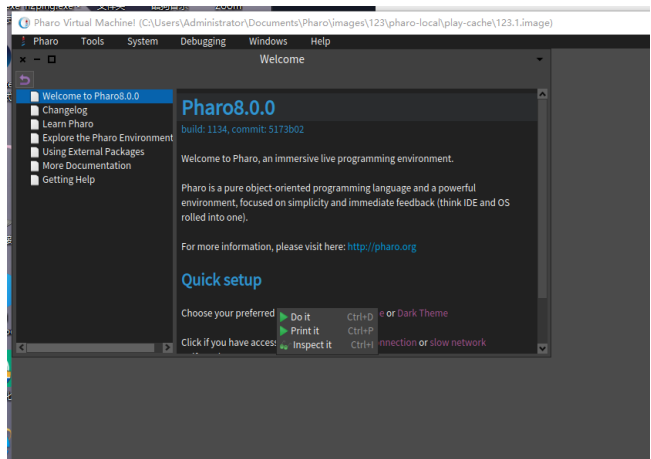 Pharo Virtual Machine! (C:\Users\Administrator\Documents\Pharo\images\123\pharo-local\play-cache\123.1.image)
Pharo Tools System Debugging Windows Help
Welcome
Welcome to Pharo8.0.0
Changelog
Learn Pharo
Explore the Pharo Environment
Using External Packages
More Documentation
Getting Help
Pharo8.0.0
build: 1134, commit: 5173b02
Welcome to Pharo, an immersive live programming environment.
Pharo is a pure object-oriented programming language and a powerful
environment, focused on simplicity and immediate feedback (think IDE and OS
rolled into one).
For more information, please visit here: http://pharo.org
Quick setup
Choose your preferred e or Dark Theme
Click if you have access onnection or slow network
Do it Ctrl+D
Print it Ctrl+P
Inspect it Ctrl+I